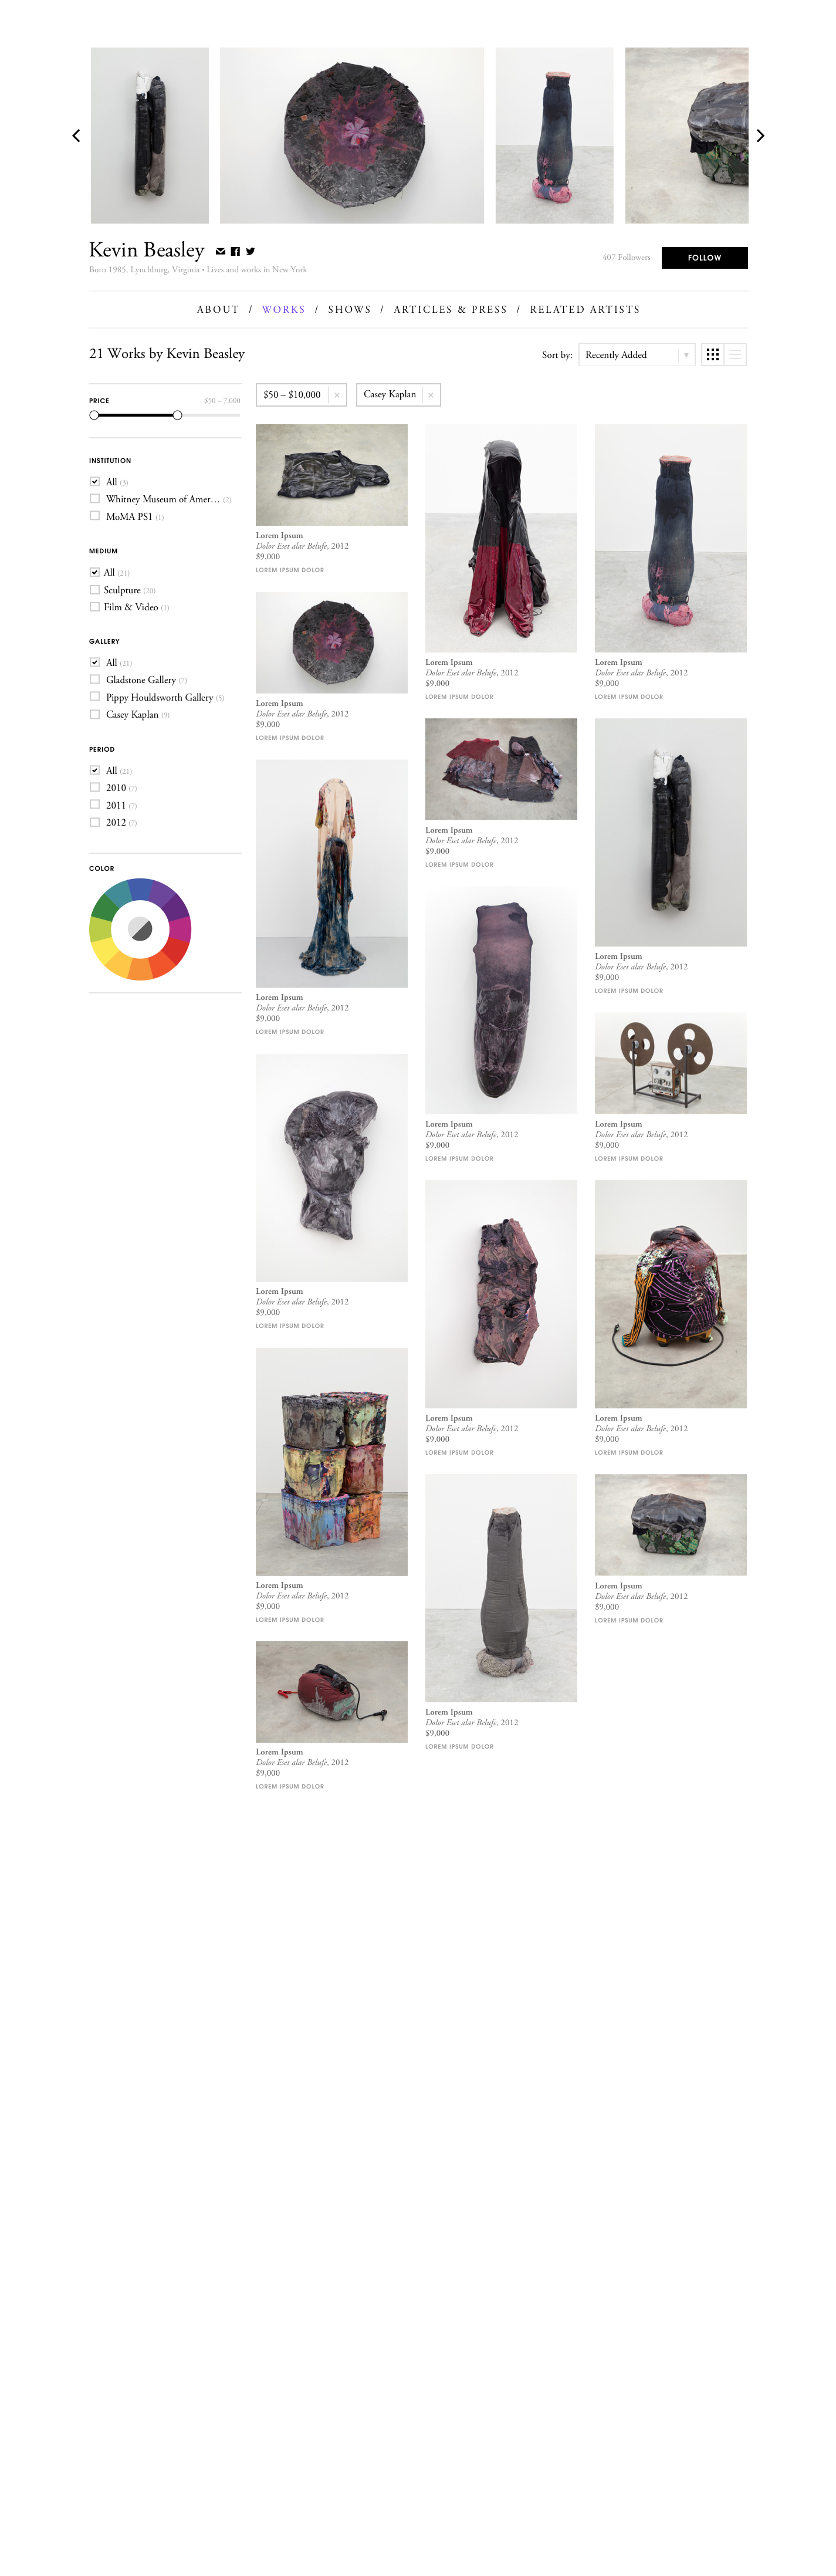 Kevin Beasley
Born 1985, Lynchburg, Virginia • Lives and works in New York
407 Followers
FOLLOW
ABOUT / WORKS / SHOWS / ARTICLES & PRESS / RELATED ARTISTS
21 Works by Kevin Beasley
Sort by: Recently Added
PRICE $50 – 7,000
INSTITUTION
All (3)
Whitney Museum of Amer… (2)
MoMA PS1 (1)
MEDIUM
All (21)
Sculpture (20)
Film & Video (1)
GALLERY
All (21)
Gladstone Gallery (7)
Pippy Houldsworth Gallery (5)
Casey Kaplan (9)
PERIOD
All (21)
2010 (7)
2011 (7)
2012 (7)
COLOR
$50 – $10,000 ×
Casey Kaplan ×
Lorem Ipsum
Dolor Eset alar Belufe, 2012
$9,000
LOREM IPSUM DOLOR
Lorem Ipsum
Dolor Eset alar Belufe, 2012
$9,000
LOREM IPSUM DOLOR
Lorem Ipsum
Dolor Eset alar Belufe, 2012
$9,000
LOREM IPSUM DOLOR
Lorem Ipsum
Dolor Eset alar Belufe, 2012
$9,000
LOREM IPSUM DOLOR
Lorem Ipsum
Dolor Eset alar Belufe, 2012
$9,000
LOREM IPSUM DOLOR
Lorem Ipsum
Dolor Eset alar Belufe, 2012
$9,000
LOREM IPSUM DOLOR
Lorem Ipsum
Dolor Eset alar Belufe, 2012
$9,000
LOREM IPSUM DOLOR
Lorem Ipsum
Dolor Eset alar Belufe, 2012
$9,000
LOREM IPSUM DOLOR
Lorem Ipsum
Dolor Eset alar Belufe, 2012
$9,000
LOREM IPSUM DOLOR
Lorem Ipsum
Dolor Eset alar Belufe, 2012
$9,000
LOREM IPSUM DOLOR
Lorem Ipsum
Dolor Eset alar Belufe, 2012
$9,000
LOREM IPSUM DOLOR
Lorem Ipsum
Dolor Eset alar Belufe, 2012
$9,000
LOREM IPSUM DOLOR
Lorem Ipsum
Dolor Eset alar Belufe, 2012
$9,000
LOREM IPSUM DOLOR
Lorem Ipsum
Dolor Eset alar Belufe, 2012
$9,000
LOREM IPSUM DOLOR
Lorem Ipsum
Dolor Eset alar Belufe, 2012
$9,000
LOREM IPSUM DOLOR
Lorem Ipsum
Dolor Eset alar Belufe, 2012
$9,000
LOREM IPSUM DOLOR